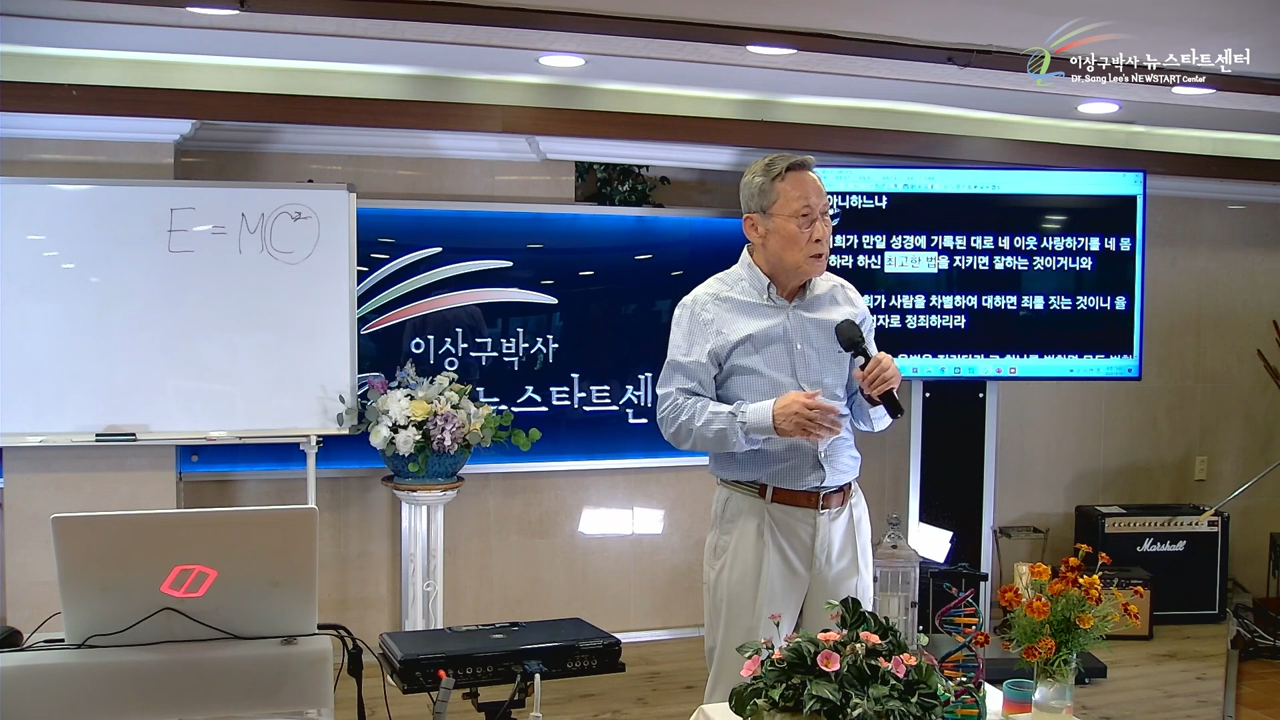 이상구박사 뉴스타트센터
Dr. Sang Lee's NEWSTART Center
E = MC²
이상구박사
뉴스타트센
아니하느냐
희가 만일 성경에 기록된 대로 네 이웃 사랑하기를 네 몸
하라 하신 최고한 법을 지키면 잘하는 것이거니와
희가 사람을 차별하여 대하면 죄를 짓는 것이니 율
자로 정죄하리라
Marshall